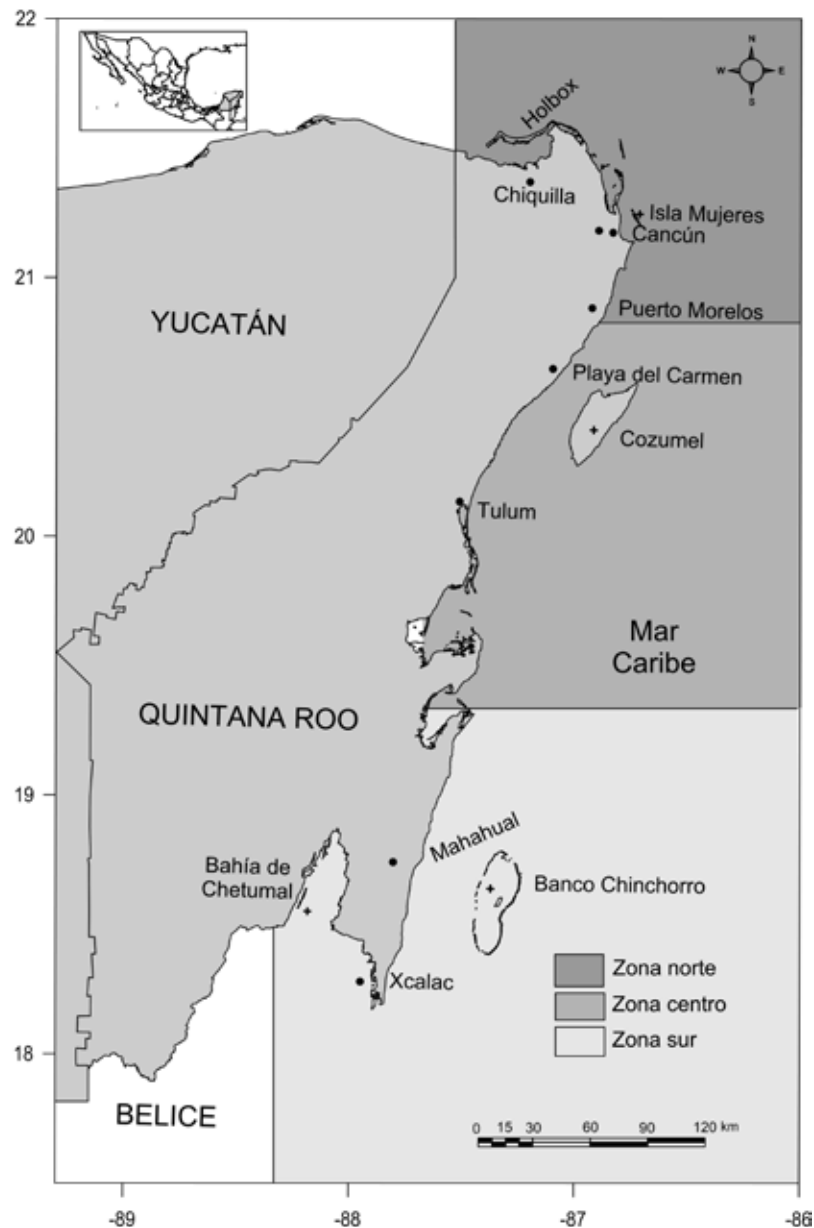 22
21
20
19
18
-89
-88
-87
-86
N
W
E
S
Holbox
Chiquilla
Isla Mujeres
Cancún
Puerto Morelos
YUCATÁN
Playa del Carmen
Cozumel
Tulum
Mar
Caribe
QUINTANA ROO
Mahahual
Bahía de
Chetumal
Banco Chinchorro
Xcalac
Zona norte
Zona centro
Zona sur
BELICE
0 15 30 60 90 120 km